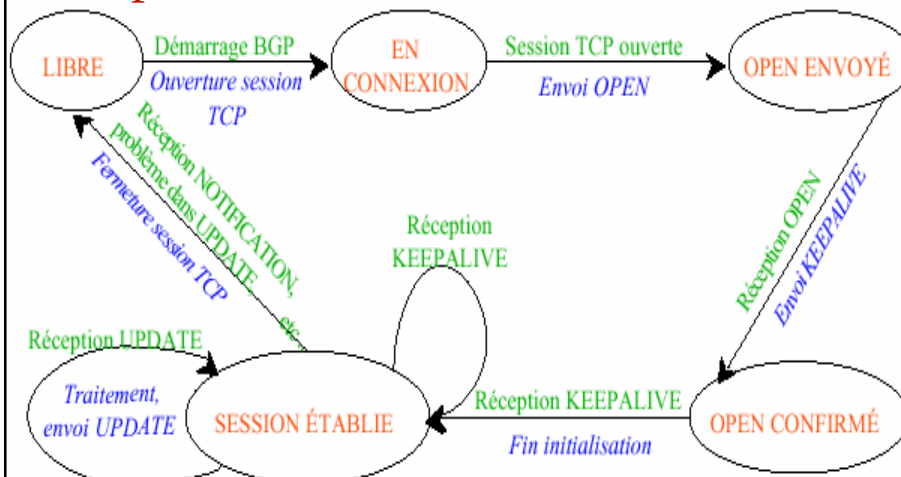 Démarrage BGP
Ouverture session
TCP
LIBRE
EN
CONNEXION
Session TCP ouverte
Envoi OPEN
OPEN ENVOYÉ
Réception OPEN
Envoi KEEPALIVE
Réception NOTIFICATION,
problème dans UPDATE,
etc..
Fermeture session TCP
Réception
KEEPALIVE
Réception UPDATE
Traitement,
envoi UPDATE
SESSION ÉTABLIE
Réception KEEPALIVE
Fin initialisation
OPEN CONFIRMÉ